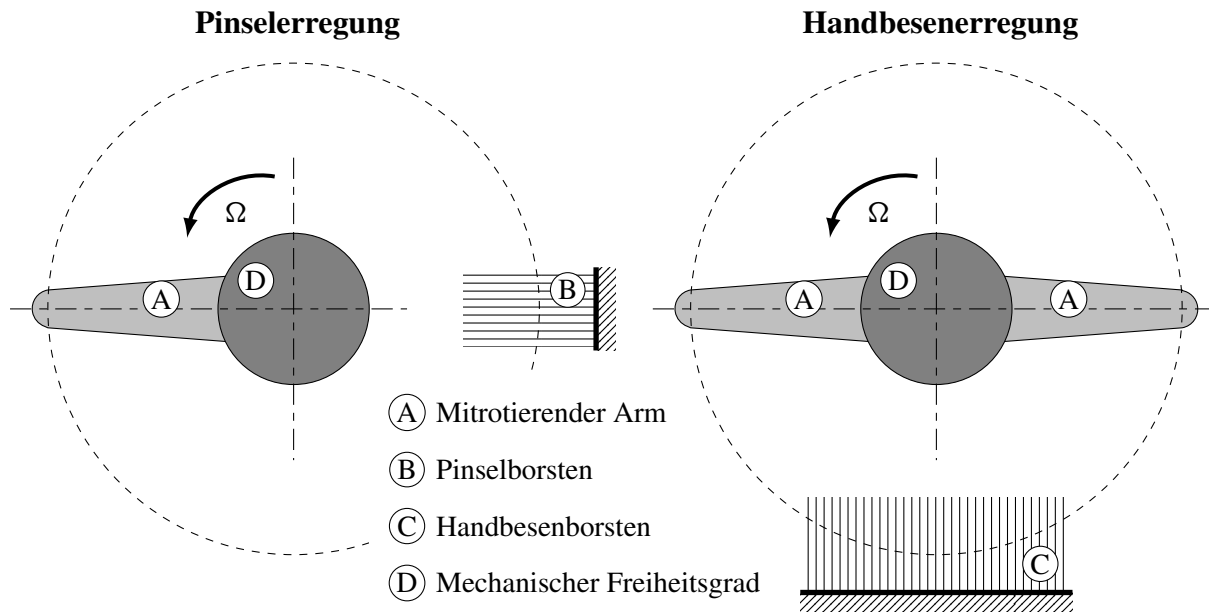 Pinselerregung
Handbesenerregung
Ω
D
A
B
Ω
D
A
A
A Mitrotierender Arm
B Pinselborsten
C Handbesenborsten
D Mechanischer Freiheitsgrad
C